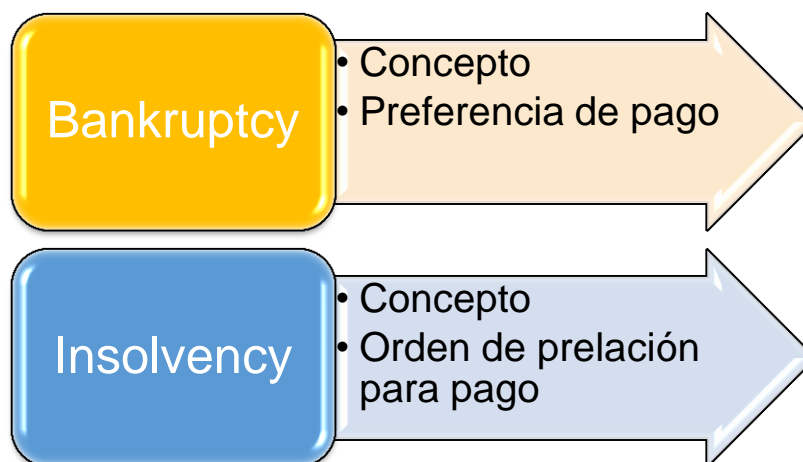 Bankruptcy
• Concepto
• Preferencia de pago
Insolvency
• Concepto
• Orden de prelación
para pago